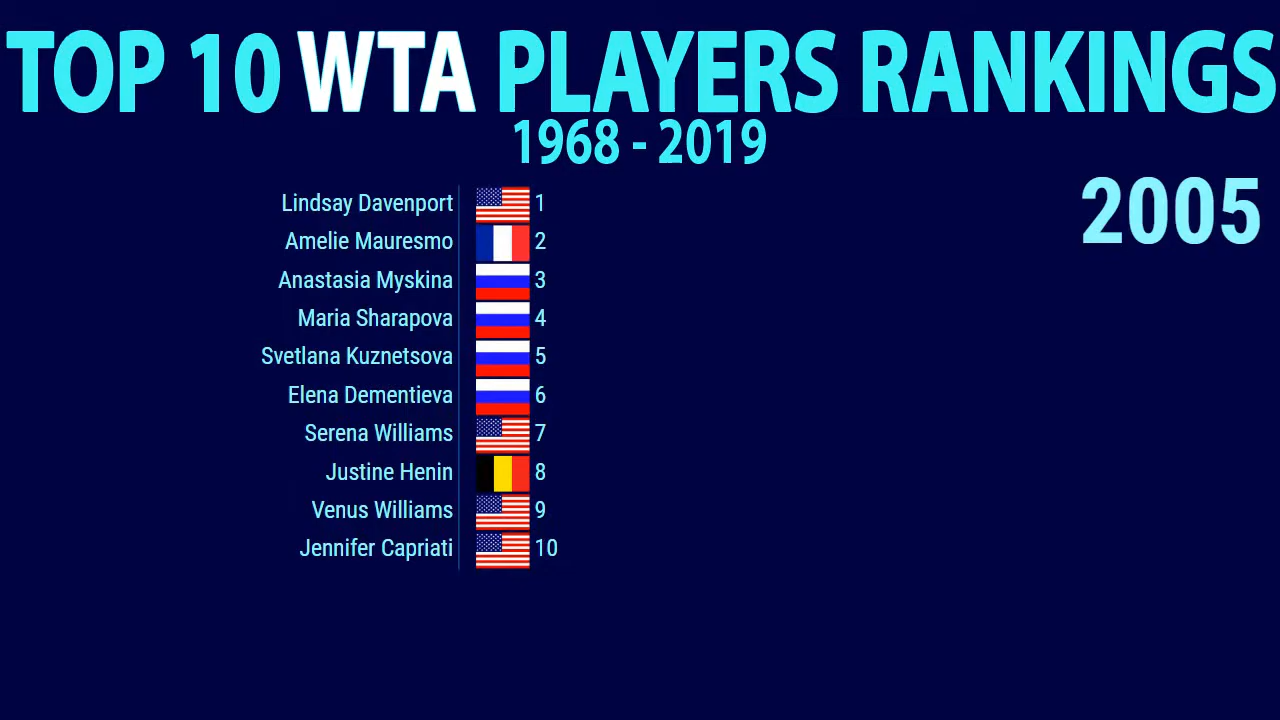 TOP 10 WTA PLAYERS RANKINGS
1968 - 2019
2005
Lindsay Davenport 1
Amelie Mauresmo 2
Anastasia Myskina 3
Maria Sharapova 4
Svetlana Kuznetsova 5
Elena Dementieva 6
Serena Williams 7
Justine Henin 8
Venus Williams 9
Jennifer Capriati 10